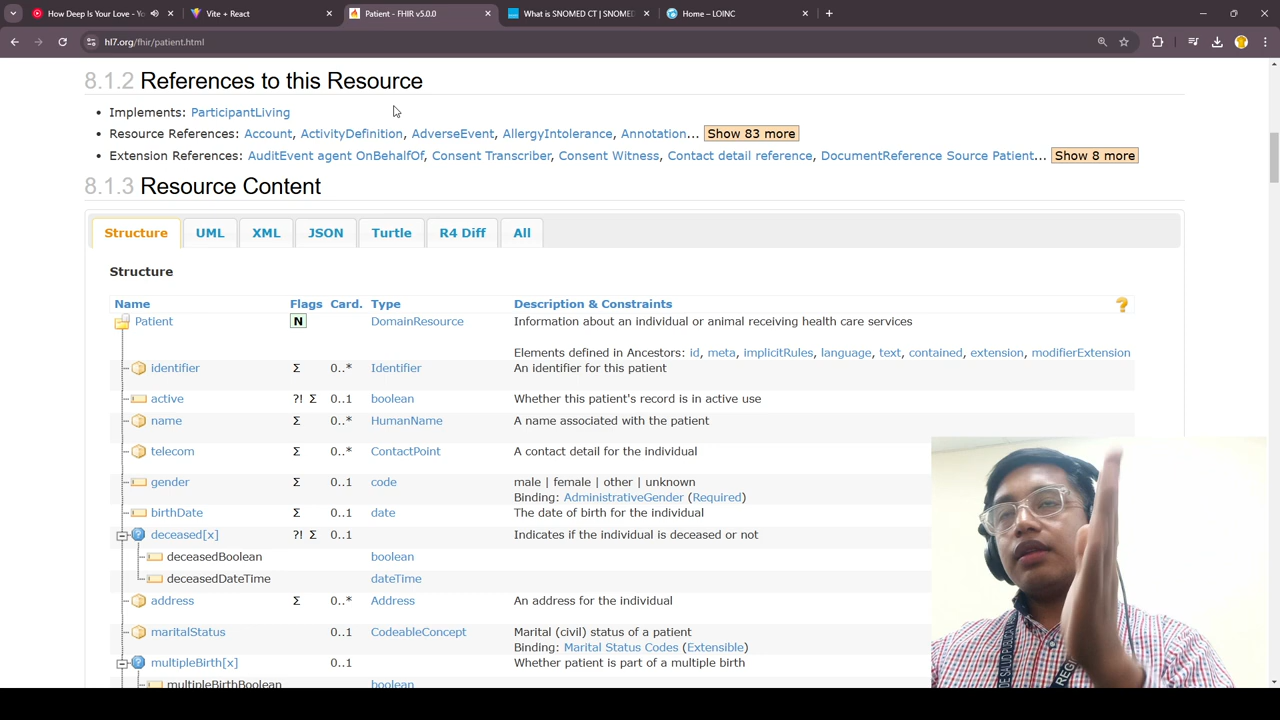 How Deep Is Your Love - Yo
Vite + React
Patient - FHIR v5.0.0
What is SNOMED CT | SNOMED
Home – LOINC
hl7.org/fhir/patient.html
8.1.2 References to this Resource
• Implements: ParticipantLiving
• Resource References: Account, ActivityDefinition, AdverseEvent, AllergyIntolerance, Annotation... Show 83 more
• Extension References: AuditEvent agent OnBehalfOf, Consent Transcriber, Consent Witness, Contact detail reference, DocumentReference Source Patient... Show 8 more
8.1.3 Resource Content
Structure UML XML JSON Turtle R4 Diff All
Structure
Name Flags Card. Type Description & Constraints
Patient N DomainResource Information about an individual or animal receiving health care services
Elements defined in Ancestors: id, meta, implicitRules, language, text, contained, extension, modifierExtension
identifier Σ 0..* Identifier An identifier for this patient
active ?! Σ 0..1 boolean Whether this patient's record is in active use
name Σ 0..* HumanName A name associated with the patient
telecom Σ 0..* ContactPoint A contact detail for the individual
gender Σ 0..1 code male | female | other | unknown
Binding: AdministrativeGender (Required)
birthDate Σ 0..1 date The date of birth for the individual
deceased[x] ?! Σ 0..1 Indicates if the individual is deceased or not
deceasedBoolean boolean
deceasedDateTime dateTime
address Σ 0..* Address An address for the individual
maritalStatus 0..1 CodeableConcept Marital (civil) status of a patient
Binding: Marital Status Codes (Extensible)
multipleBirth[x] 0..1 Whether patient is part of a multiple birth
multipleBirthBoolean boolean
DE SALUD PUBLICA
REG